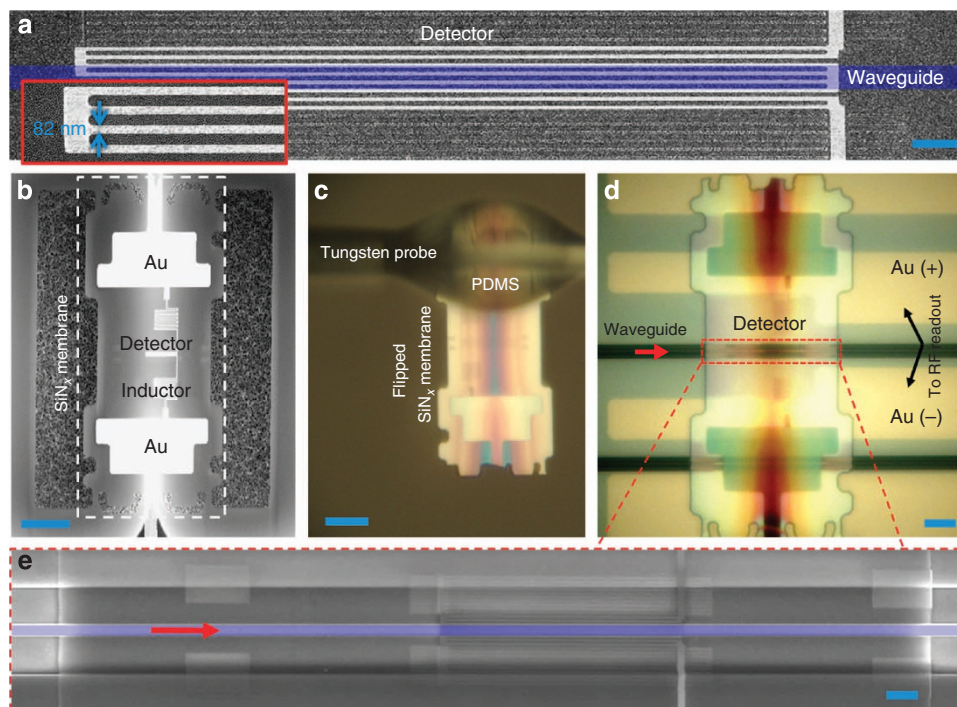 a
Detector
Waveguide
82 nm
b
Au
SiNx membrane
Detector
Inductor
Au
c
Tungsten probe
PDMS
Flipped
SiNx membrane
d
Au (+)
Waveguide
Detector
To RF readout
Au (–)
e